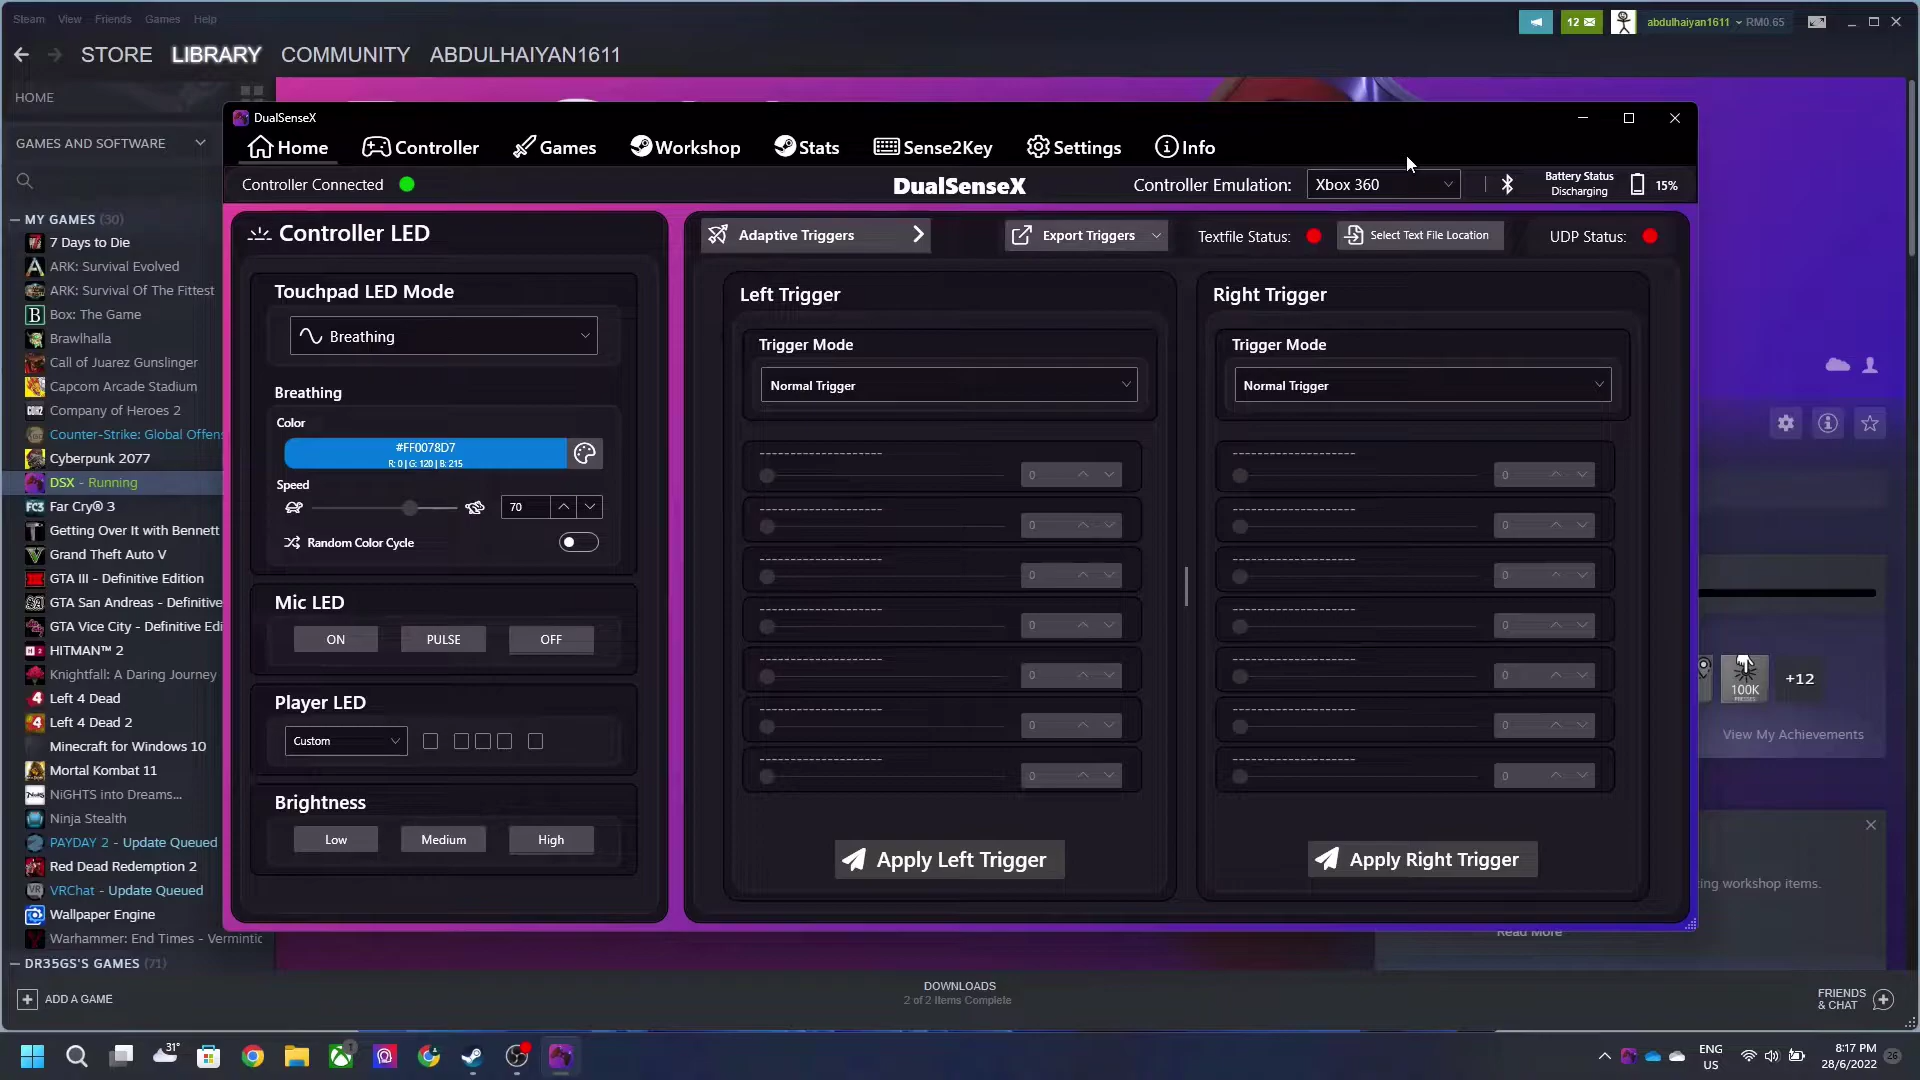 Steam View Friends Games Help
12
abdulhaiyan1611 RM0.65
STORE LIBRARY COMMUNITY ABDULHAIYAN1611
HOME
GAMES AND SOFTWARE
MY GAMES (30)
7 Days to Die
ARK: Survival Evolved
ARK: Survival Of The Fittest
Box: The Game
Brawlhalla
Call of Juarez Gunslinger
Capcom Arcade Stadium
Company of Heroes 2
Counter-Strike: Global Offens
Cyberpunk 2077
DSX - Running
Far Cry® 3
Getting Over It with Bennett
Grand Theft Auto V
GTA III - Definitive Edition
GTA San Andreas - Definitive
GTA Vice City - Definitive Edi
HITMAN™ 2
Knightfall: A Daring Journey
Left 4 Dead
Left 4 Dead 2
Minecraft for Windows 10
Mortal Kombat 11
NiGHTS into Dreams...
Ninja Stealth
PAYDAY 2 - Update Queued
Red Dead Redemption 2
VRChat - Update Queued
Wallpaper Engine
Warhammer: End Times - Vermintic
DR35GS'S GAMES (71)
ADD A GAME
DualSenseX
Home Controller Games Workshop Stats Sense2Key Settings Info
Controller Connected
DualSenseX
Controller Emulation: Xbox 360
Battery Status
Discharging
15%
Controller LED
Touchpad LED Mode
Breathing
Breathing
Color
#FF0078D7
R: 0 | G: 120 | B: 215
Speed
70
Random Color Cycle
Mic LED
ON PULSE OFF
Player LED
Custom
Brightness
Low Medium High
Adaptive Triggers
Export Triggers
Textfile Status:
Select Text File Location
UDP Status:
Left Trigger
Trigger Mode
Normal Trigger
0
0
0
0
0
0
0
Apply Left Trigger
Right Trigger
Trigger Mode
Normal Trigger
0
0
0
0
0
0
0
Apply Right Trigger
100K
+12
View My Achievements
ing workshop items.
Read More
DOWNLOADS
2 of 2 Items Complete
FRIENDS
& CHAT
31°
1
ENG
US
8:17 PM
28/6/2022
26